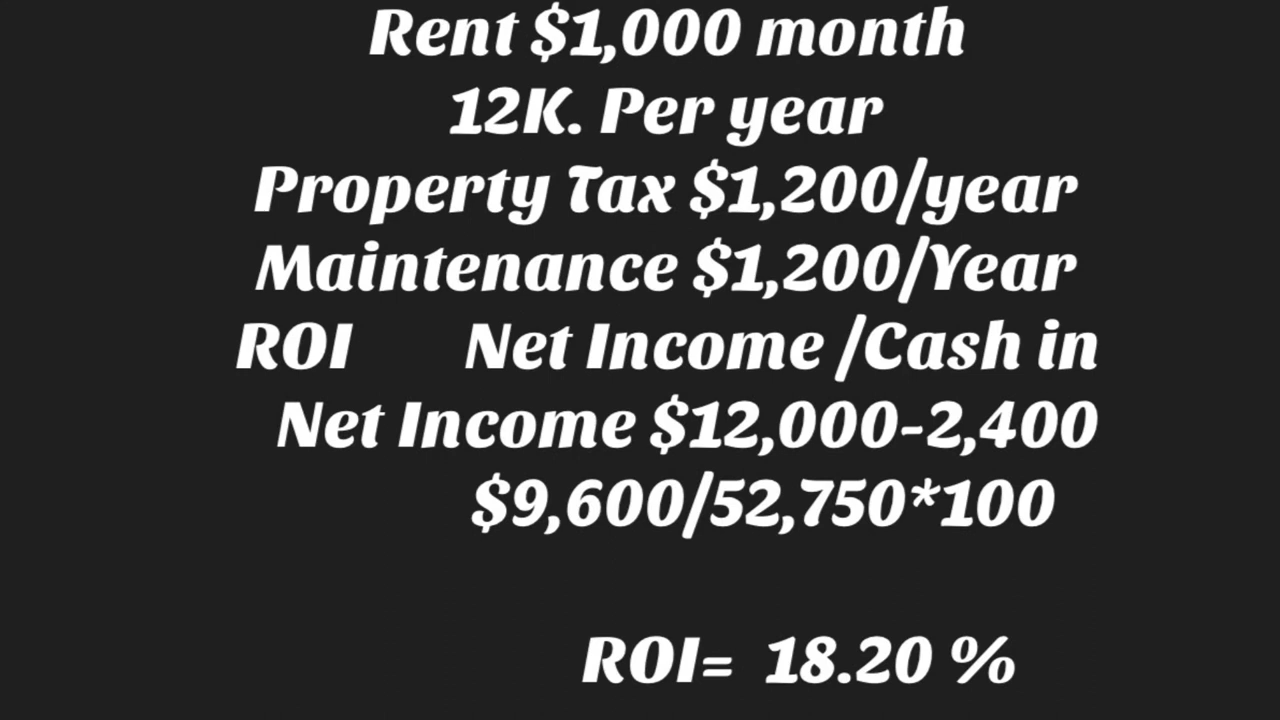 Rent $1,000 month
12K. Per year
Property Tax $1,200/year
Maintenance $1,200/Year
ROI Net Income /Cash in
Net Income $12,000-2,400
$9,600/52,750*100
ROI= 18.20 %